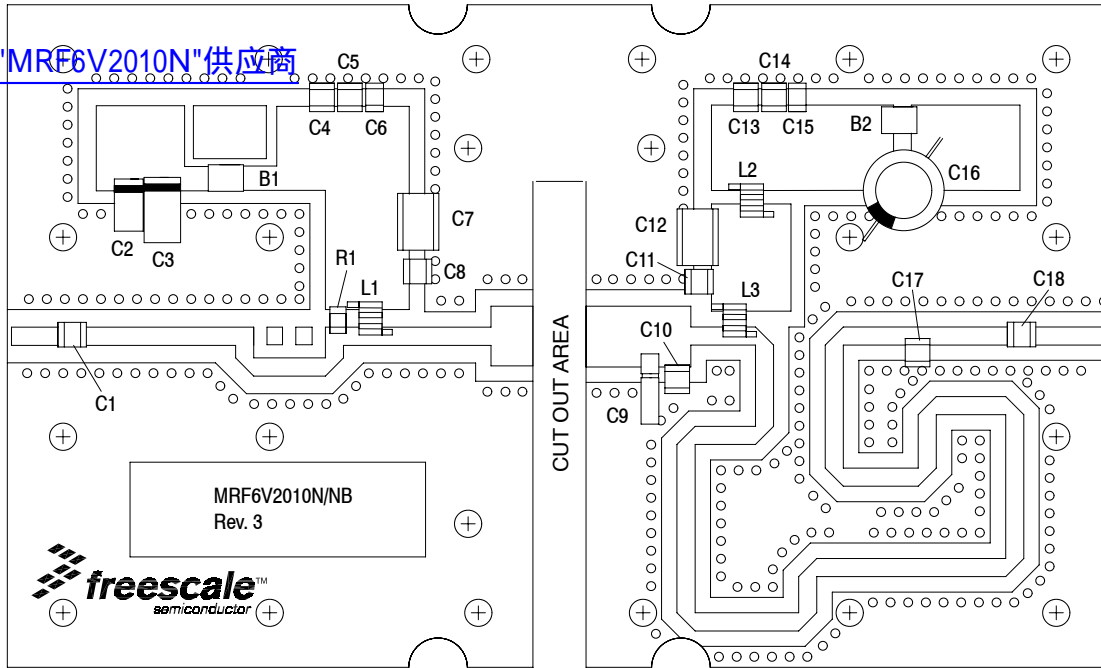 "MRF6V2010N"供应商
C5
C14
C4
C6
C13
C15
B2
B1
L2
C16
C7
C12
C2
C3
R1
C8
C11
L1
L3
C17
C18
C10
C1
C9
CUT OUT AREA
MRF6V2010N/NB
Rev. 3
freescale™
semiconductor